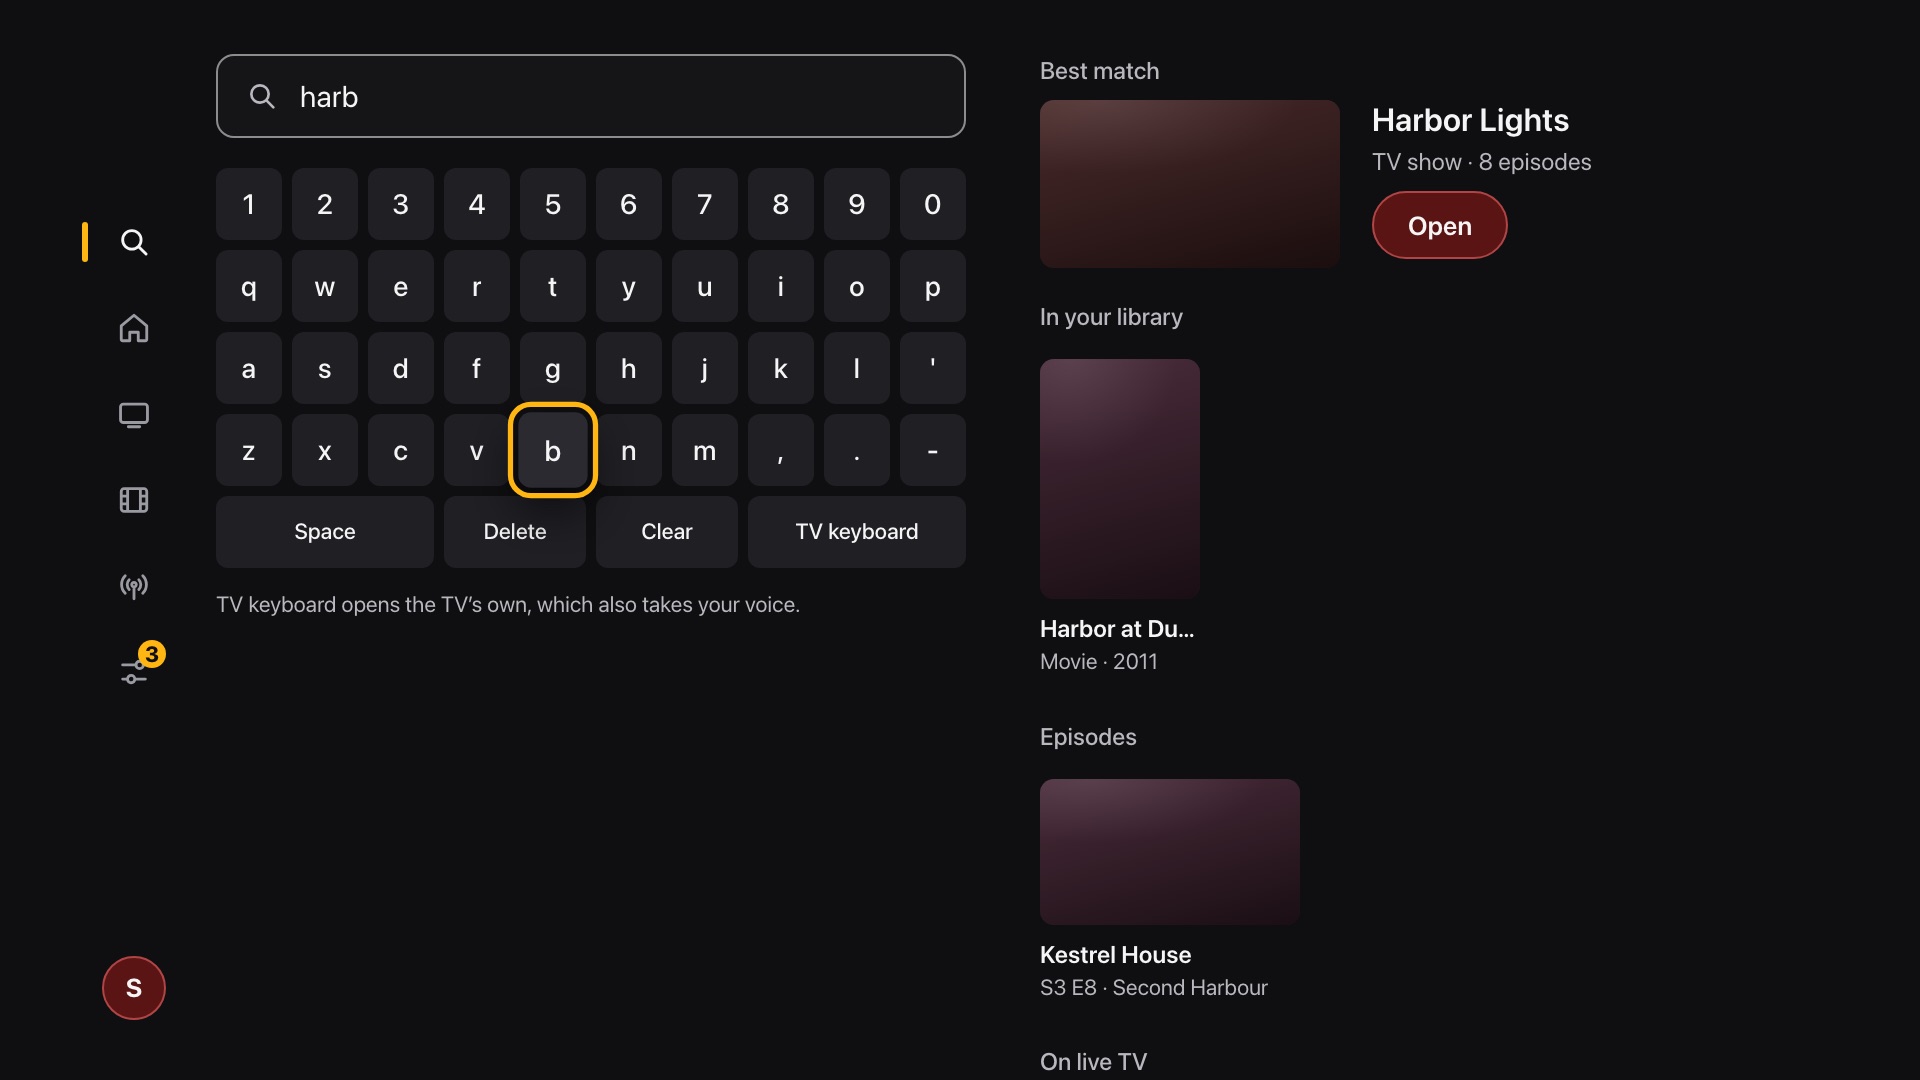 harb
1 2 3 4 5 6 7 8 9 0
q w e r t y u i o p
a s d f g h j k l '
z x c v b n m , . -
Space Delete Clear TV keyboard
TV keyboard opens the TV’s own, which also takes your voice.
3
S
Best match
Harbor Lights
TV show · 8 episodes
Open
In your library
Harbor at Du...
Movie · 2011
Episodes
Kestrel House
S3 E8 · Second Harbour
On live TV